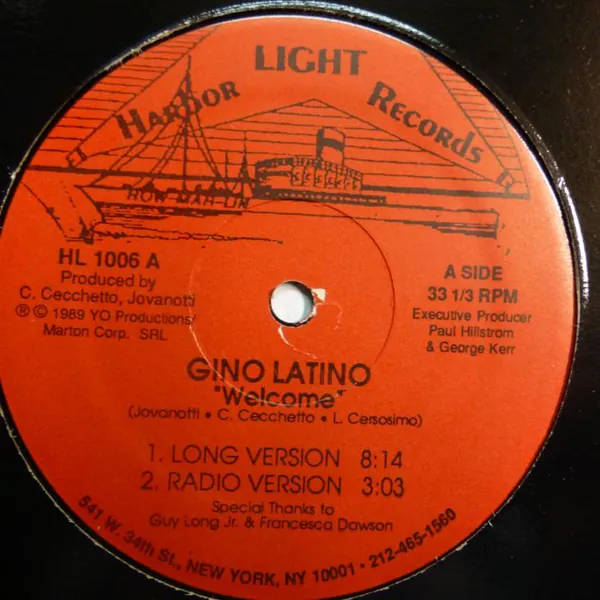 HARBOR LIGHT RECORDS
ROW-MAR-LIN
HL 1006 A
Produced by
C. Cecchetto, Jovanotti
℗ © 1989 YO Productions/
Marton Corp. SRL
A SIDE
33 1/3 RPM
Executive Producer
Paul Hillstrom
& George Kerr
GINO LATINO
"Welcome"
(Jovanotti • C. Cecchetto • L. Cersosimo)
1. LONG VERSION 8:14
2. RADIO VERSION 3:03
Special Thanks to
Guy Long Jr. & Francesca Dawson
541 W. 34th St., NEW YORK, NY 10001 • 212-465-1560